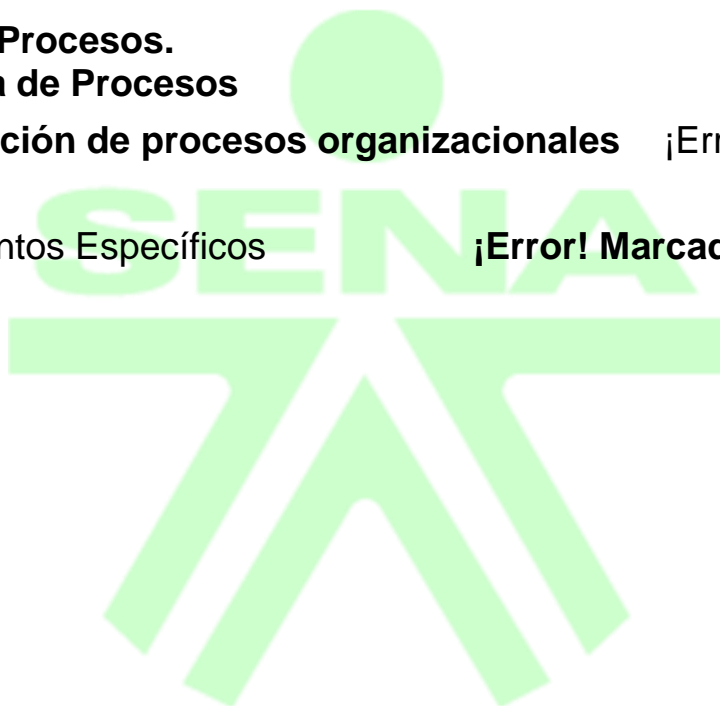 Procesos.
a de Procesos
ción de procesos organizacionales ¡Err
ntos Específicos ¡Error! Marcad
SENA